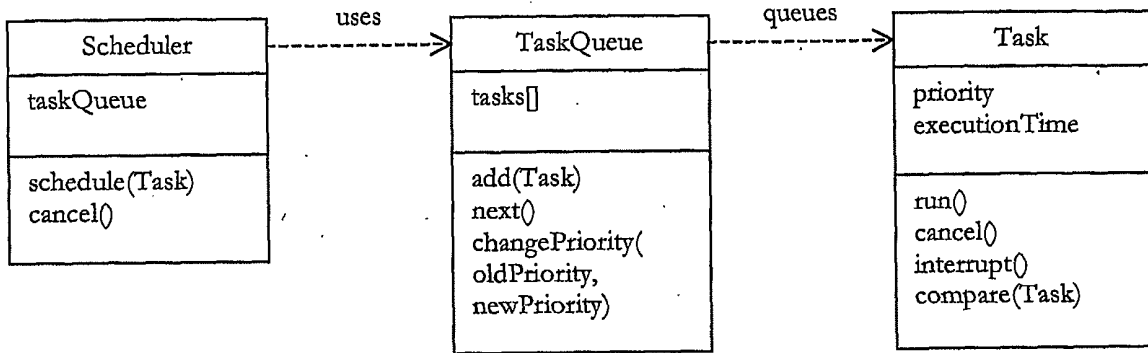 uses
queues
Scheduler
taskQueue
schedule(Task)
cancel()
TaskQueue
tasks[]
add(Task)
next()
changePriority(
oldPriority,
newPriority)
Task
priority
executionTime
run()
cancel()
interrupt()
compare(Task)